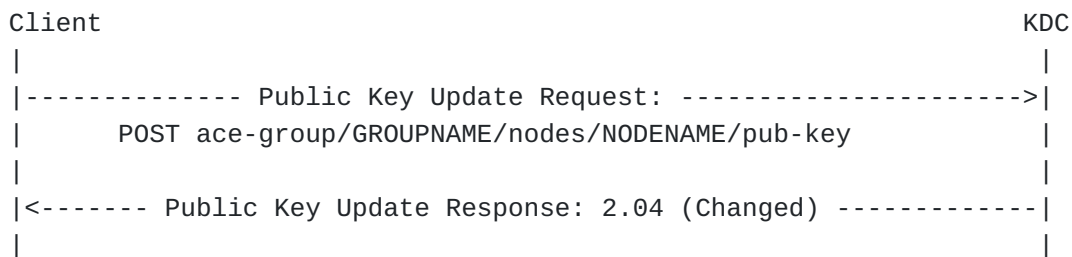 Client                                                     KDC
|                                                            |
|-------------- Public Key Update Request: ---------------------->|
|      POST ace-group/GROUPNAME/nodes/NODENAME/pub-key            |
|                                                            |
|<------- Public Key Update Response: 2.04 (Changed) -------------|
|                                                            |